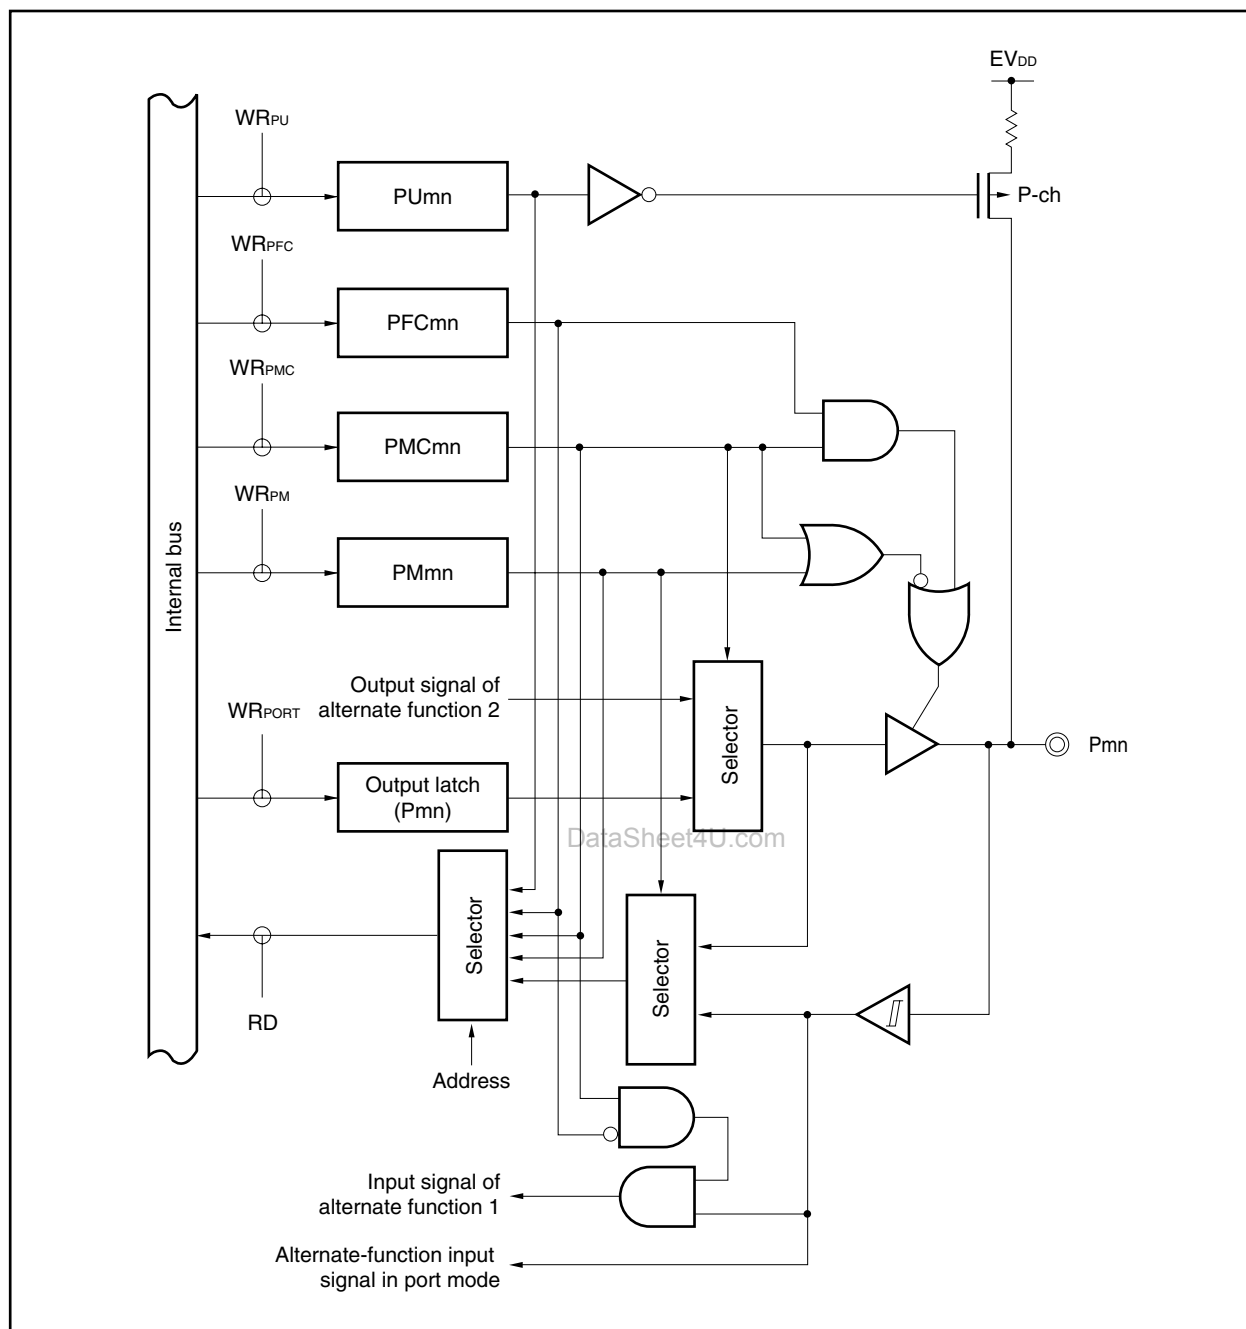 EVDD
WRPU
PUmn
P-ch
WRPFC
PFCmn
WRPMC
PMCmn
WRPM
PMmn
Internal bus
Output signal of
alternate function 2
Selector
WRPORT
Output latch
(Pmn)
Pmn
DataSheet4U.com
Selector
Selector
RD
Address
Input signal of
alternate function 1
Alternate-function input
signal in port mode